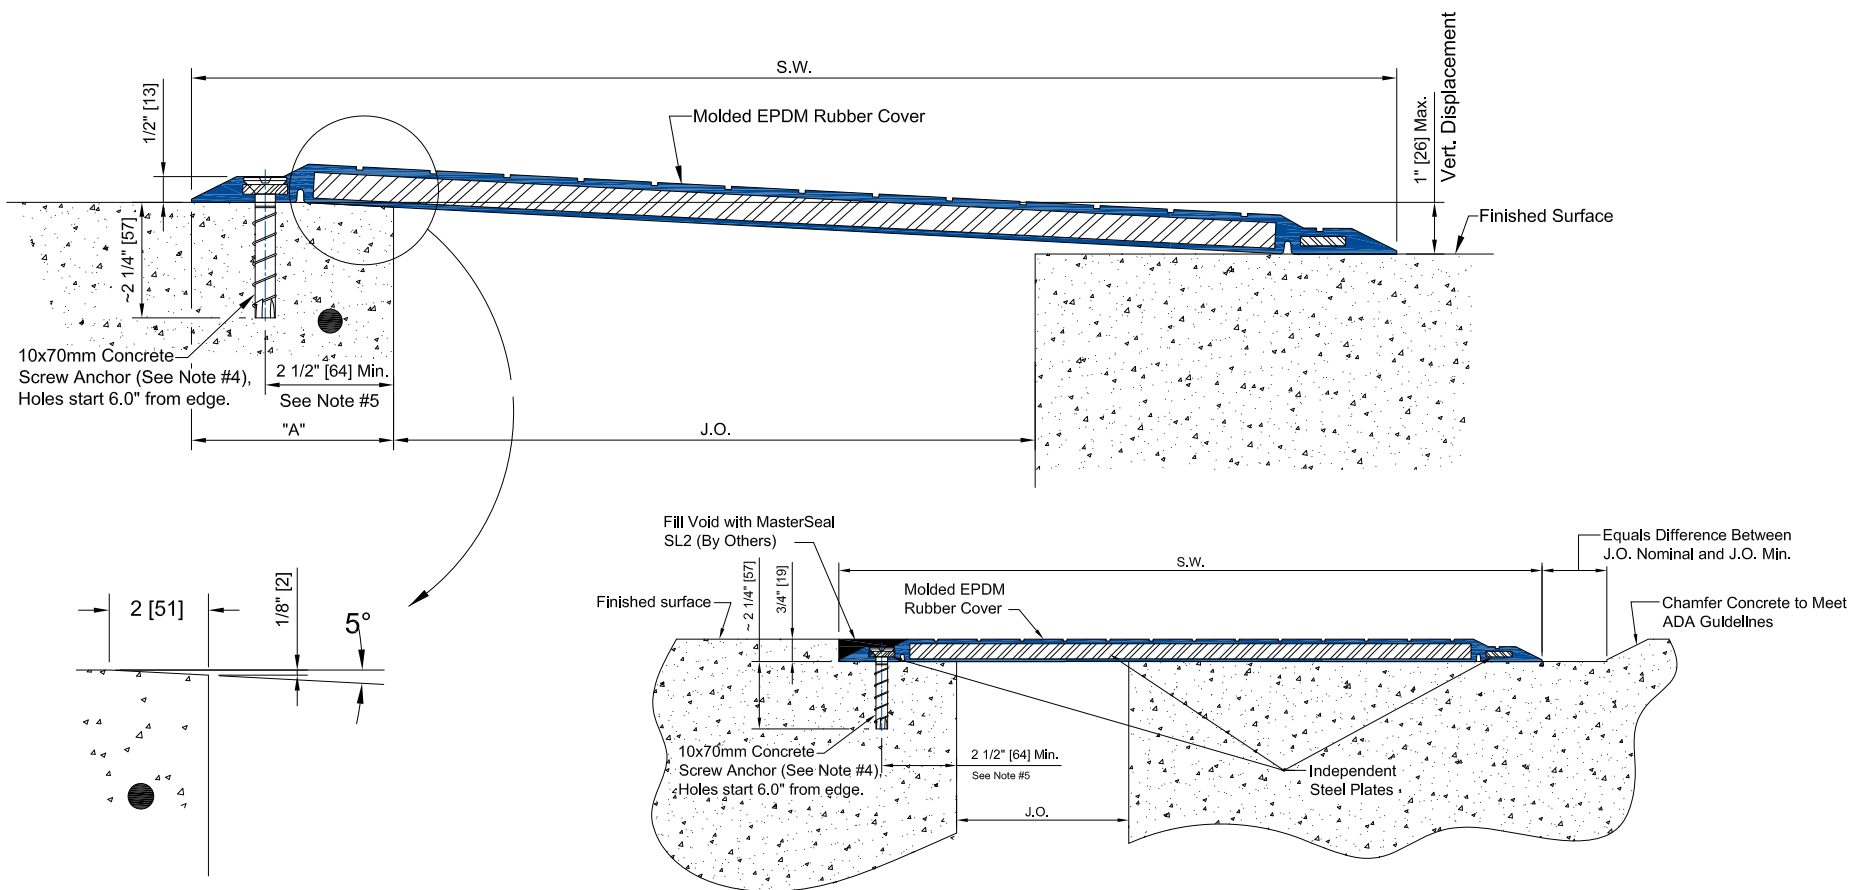 S.W.
1/2" [13]
Molded EPDM Rubber Cover
1" [26] Max.
Vert. Displacement
Finished Surface
~2 1/4" [57]
10x70mm Concrete
Screw Anchor (See Note #4),
Holes start 6.0" from edge.
2 1/2" [64] Min.
See Note #5
"A"
J.O.
Fill Void with MasterSeal
SL2 (By Others)
Equals Difference Between
J.O. Nominal and J.O. Min.
S.W.
~ 2 1/4" [57]
3/4" [19]
Molded EPDM
Rubber Cover
Finished surface
Chamfer Concrete to Meet
ADA Guidelines
2 [51]
1/8" [2]
5°
10x70mm Concrete
Screw Anchor (See Note #4),
Holes start 6.0" from edge.
2 1/2" [64] Min.
See Note #5
Independent
Steel Plates
J.O.